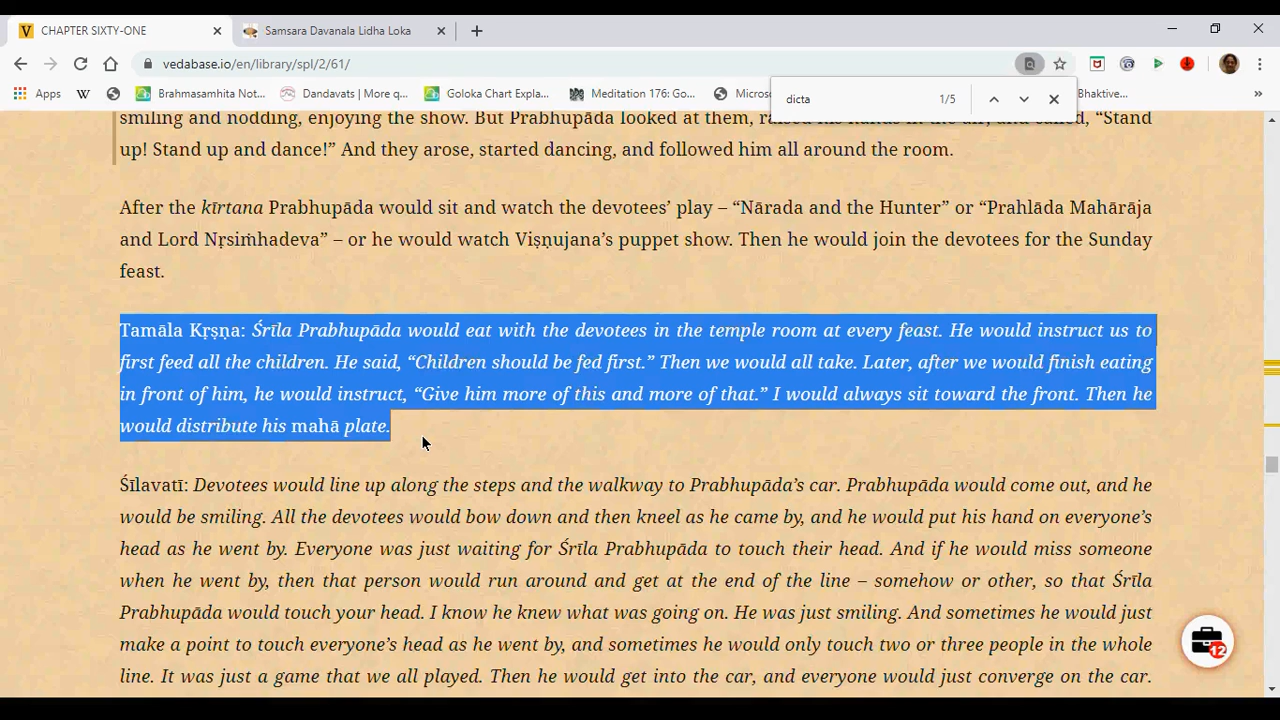 CHAPTER SIXTY-ONE
Samsara Davanala Lidha Loka
vedabase.io/en/library/spl/2/61/
dicta 1/5
Apps Brahmasamhita Not... Dandavats | More q... Goloka Chart Expla... Meditation 176: Go... Bhaktive...
smiling and nodding, enjoying the show. But Prabhupāda looked at them, raised his hands in the air, and called, “Stand
up! Stand up and dance!” And they arose, started dancing, and followed him all around the room.
After the kīrtana Prabhupāda would sit and watch the devotees’ play – “Nārada and the Hunter” or “Prahlāda Mahārāja
and Lord Nṛsiṁhadeva” – or he would watch Viṣṇujana’s puppet show. Then he would join the devotees for the Sunday
feast.
Tamāla Kṛṣṇa: Śrīla Prabhupāda would eat with the devotees in the temple room at every feast. He would instruct us to
first feed all the children. He said, “Children should be fed first.” Then we would all take. Later, after we would finish eating
in front of him, he would instruct, “Give him more of this and more of that.” I would always sit toward the front. Then he
would distribute his mahā plate.
Śīlavatī: Devotees would line up along the steps and the walkway to Prabhupāda’s car. Prabhupāda would come out, and he
would be smiling. All the devotees would bow down and then kneel as he came by, and he would put his hand on everyone’s
head as he went by. Everyone was just waiting for Śrīla Prabhupāda to touch their head. And if he would miss someone
when he went by, then that person would run around and get at the end of the line – somehow or other, so that Śrīla
Prabhupāda would touch your head. I know he knew what was going on. He was just smiling. And sometimes he would just
make a point to touch everyone’s head as he went by, and sometimes he would only touch two or three people in the whole
line. It was just a game that we all played. Then he would get into the car, and everyone would just converge on the car.
12